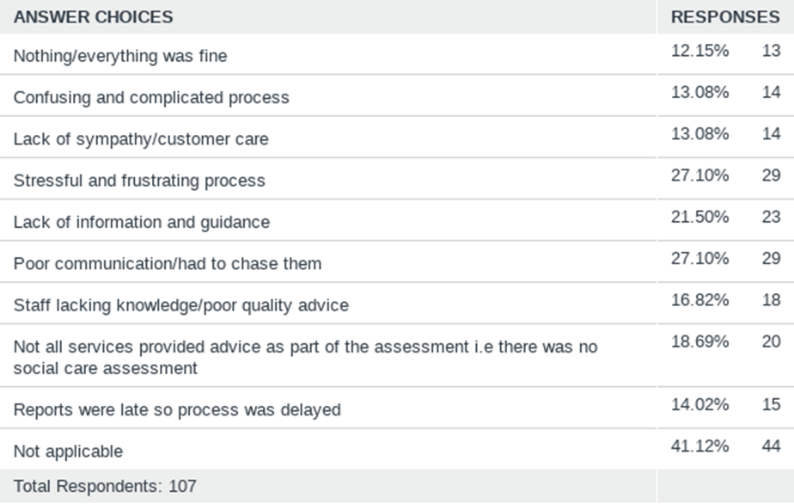 ANSWER CHOICES RESPONSES
Nothing/everything was fine 12.15% 13
Confusing and complicated process 13.08% 14
Lack of sympathy/customer care 13.08% 14
Stressful and frustrating process 27.10% 29
Lack of information and guidance 21.50% 23
Poor communication/had to chase them 27.10% 29
Staff lacking knowledge/poor quality advice 16.82% 18
Not all services provided advice as part of the assessment i.e there was no 18.69% 20
social care assessment
Reports were late so process was delayed 14.02% 15
Not applicable 41.12% 44
Total Respondents: 107